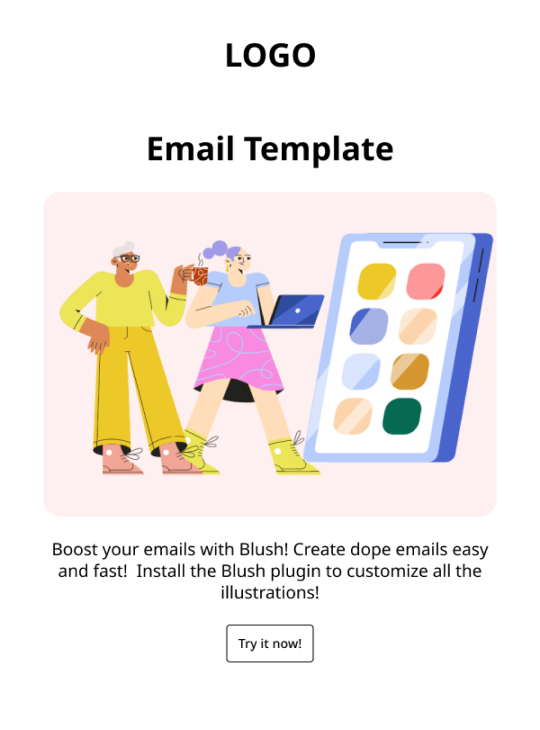 LOGO
Email Template
Boost your emails with Blush! Create dope emails easy
and fast!  Install the Blush plugin to customize all the
illustrations!
Try it now!